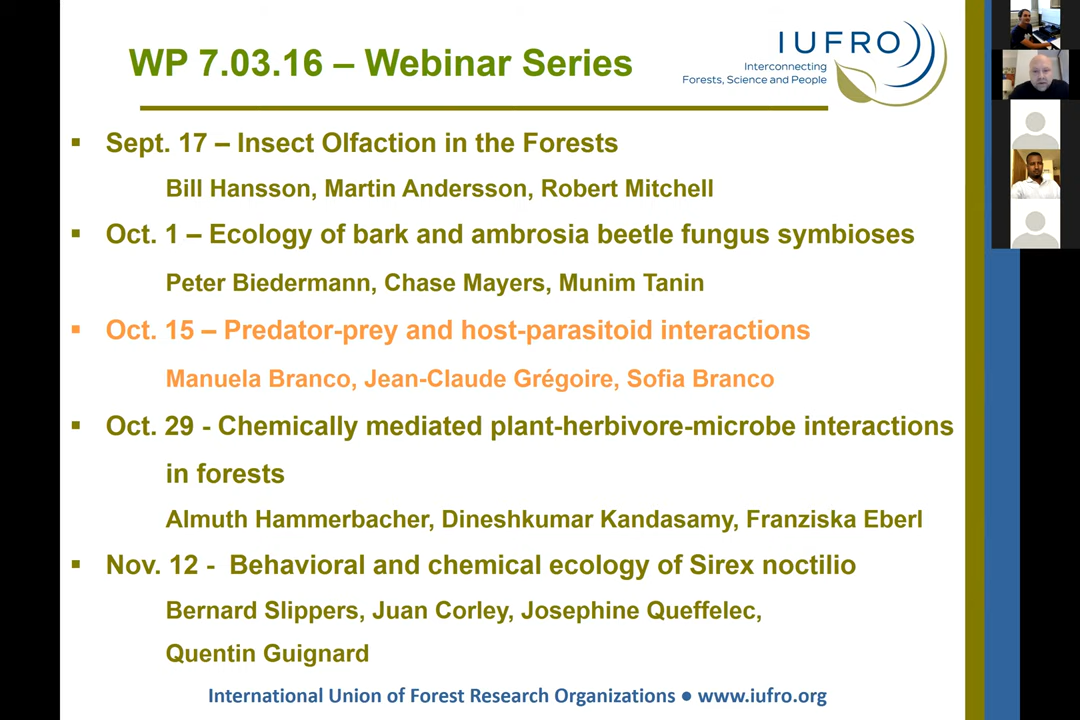 WP 7.03.16 – Webinar Series
IUFRO
Interconnecting
Forests, Science and People
▪ Sept. 17 – Insect Olfaction in the Forests
Bill Hansson, Martin Andersson, Robert Mitchell
▪ Oct. 1 – Ecology of bark and ambrosia beetle fungus symbioses
Peter Biedermann, Chase Mayers, Munim Tanin
▪ Oct. 15 – Predator-prey and host-parasitoid interactions
Manuela Branco, Jean-Claude Grégoire, Sofia Branco
▪ Oct. 29 - Chemically mediated plant-herbivore-microbe interactions
in forests
Almuth Hammerbacher, Dineshkumar Kandasamy, Franziska Eberl
▪ Nov. 12 - Behavioral and chemical ecology of Sirex noctilio
Bernard Slippers, Juan Corley, Josephine Queffelec,
Quentin Guignard
International Union of Forest Research Organizations ● www.iufro.org